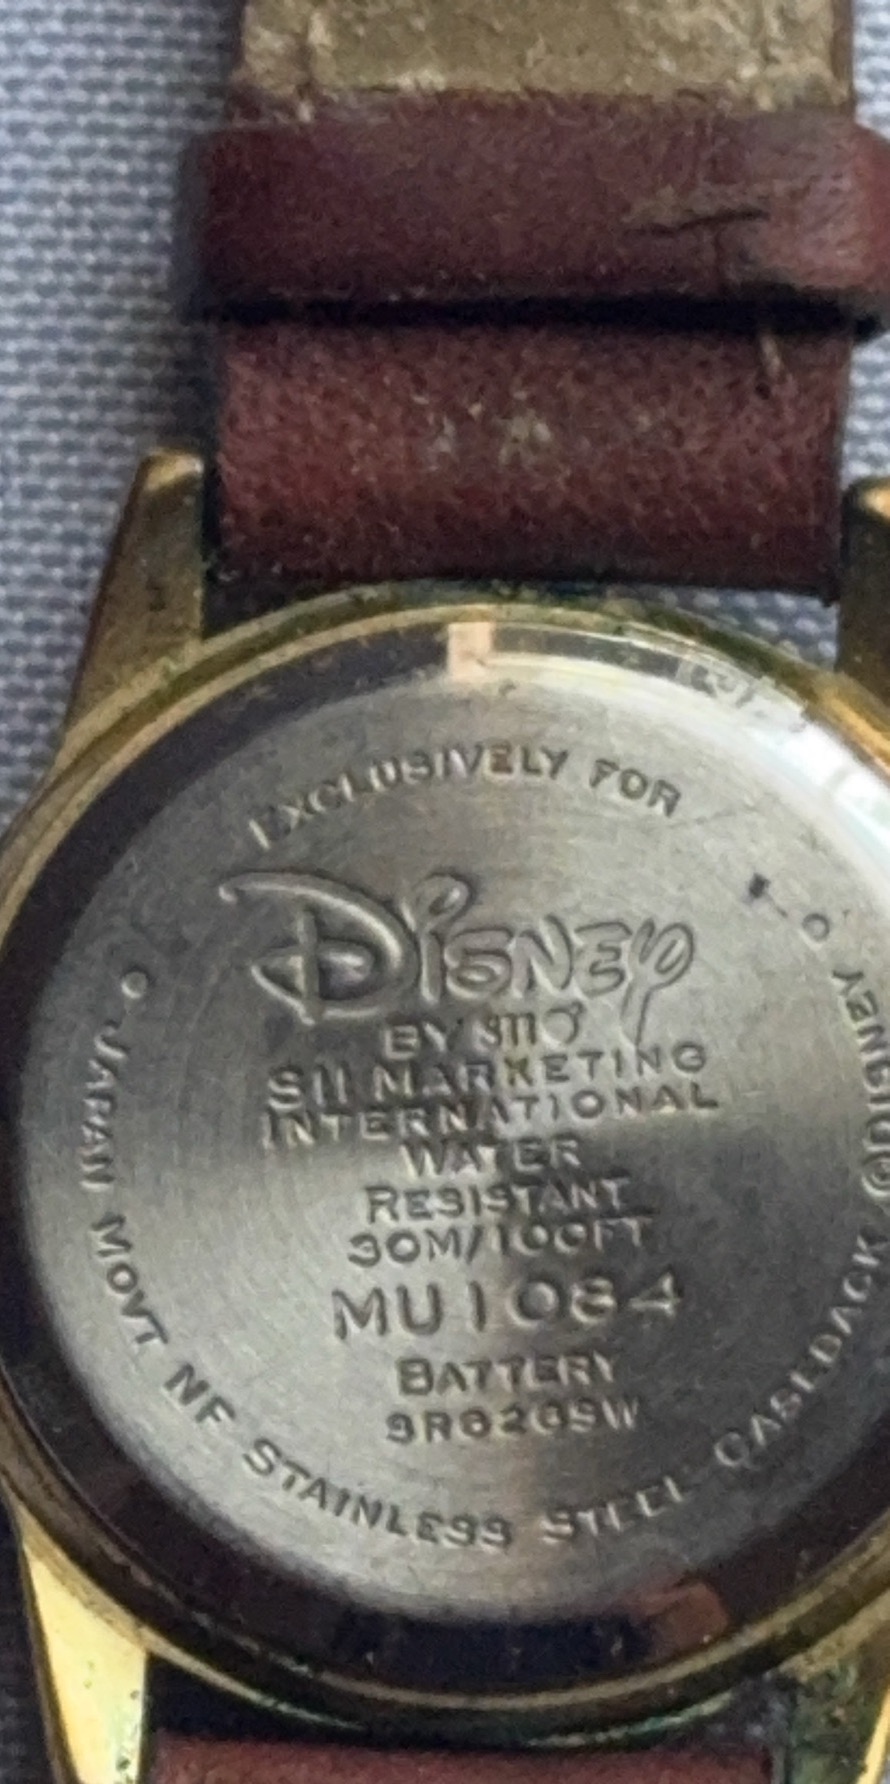 EXCLUSIVELY FOR
DISNEY
BY SII
SII MARKETING
INTERNATIONAL
WATER
RESISTANT
30M/100FT
MU1084
BATTERY
SR626SW
JAPAN MOVT NF STAINLESS STEEL CASEBACK ©DISNEY